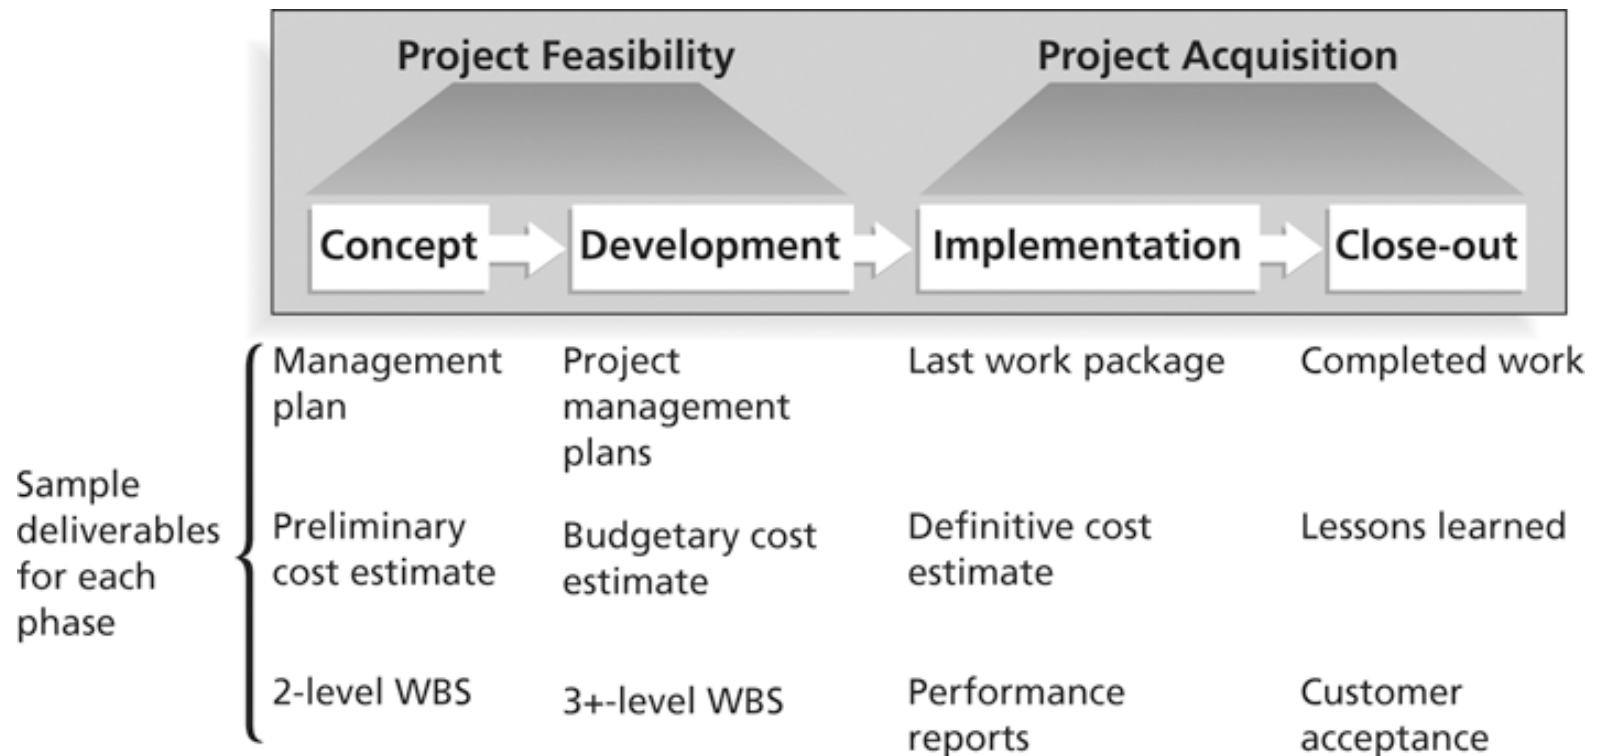 Project Feasibility
Project Acquisition
Concept
Development
Implementation
Close-out
Sample
deliverables
for each
phase
Management
plan
Project
management
plans
Last work package
Completed work
Preliminary
cost estimate
Budgetary cost
estimate
Definitive cost
estimate
Lessons learned
2-level WBS
3+-level WBS
Performance
reports
Customer
acceptance